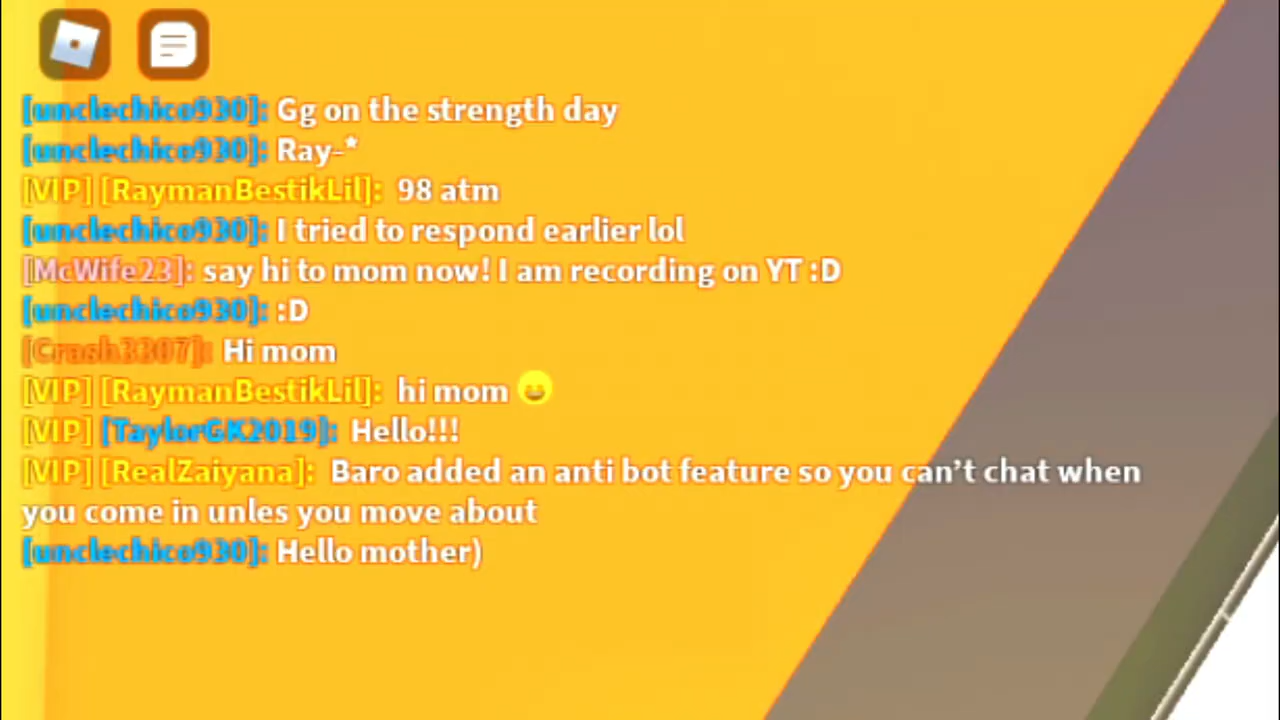 [unclechico930]: Gg on the strength day
[unclechico930]: Ray-*
[VIP] [RaymanBestikLil]: 98 atm
[unclechico930]: I tried to respond earlier lol
[McWife23]: say hi to mom now! I am recording on YT :D
[unclechico930]: :D
[Crash3307]: Hi mom
[VIP] [RaymanBestikLil]: hi mom 😄
[VIP] [TaylorGK2019]: Hello!!!
[VIP] [RealZaiyana]: Baro added an anti bot feature so you can't chat when
you come in unles you move about
[unclechico930]: Hello mother)